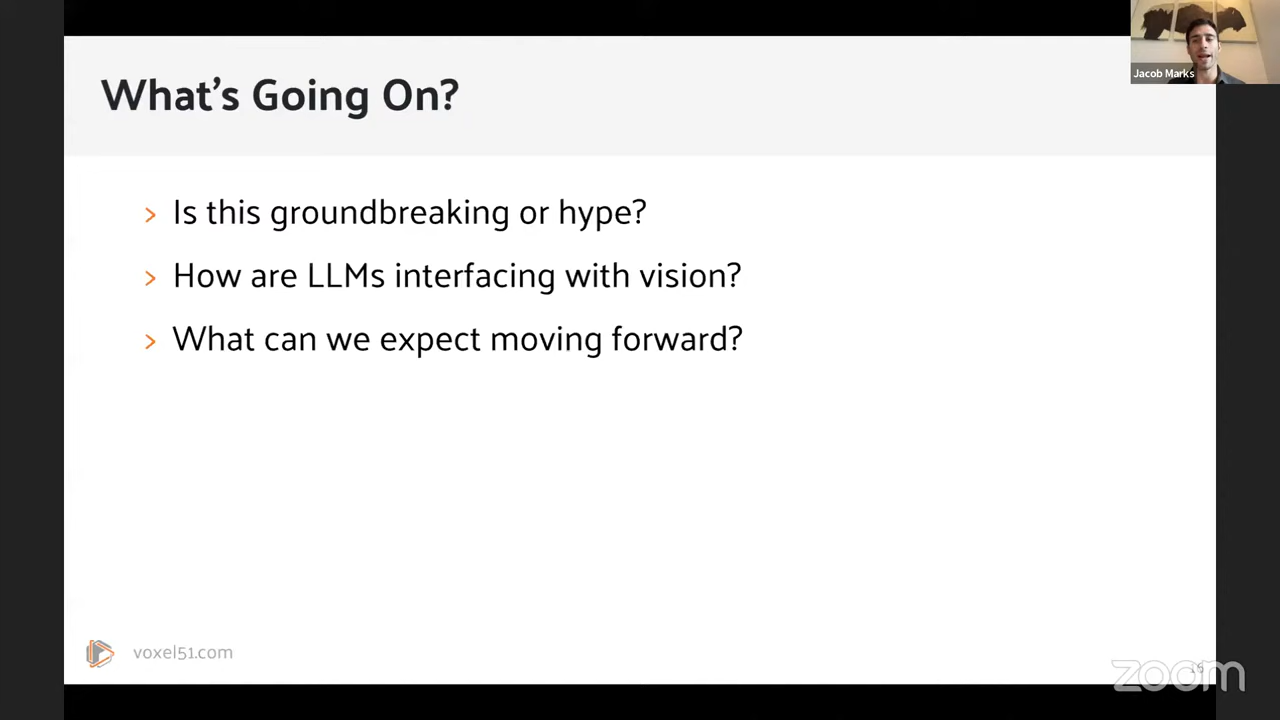 Jacob Marks
What's Going On?
> Is this groundbreaking or hype?
> How are LLMs interfacing with vision?
> What can we expect moving forward?
voxel51.com
zoom